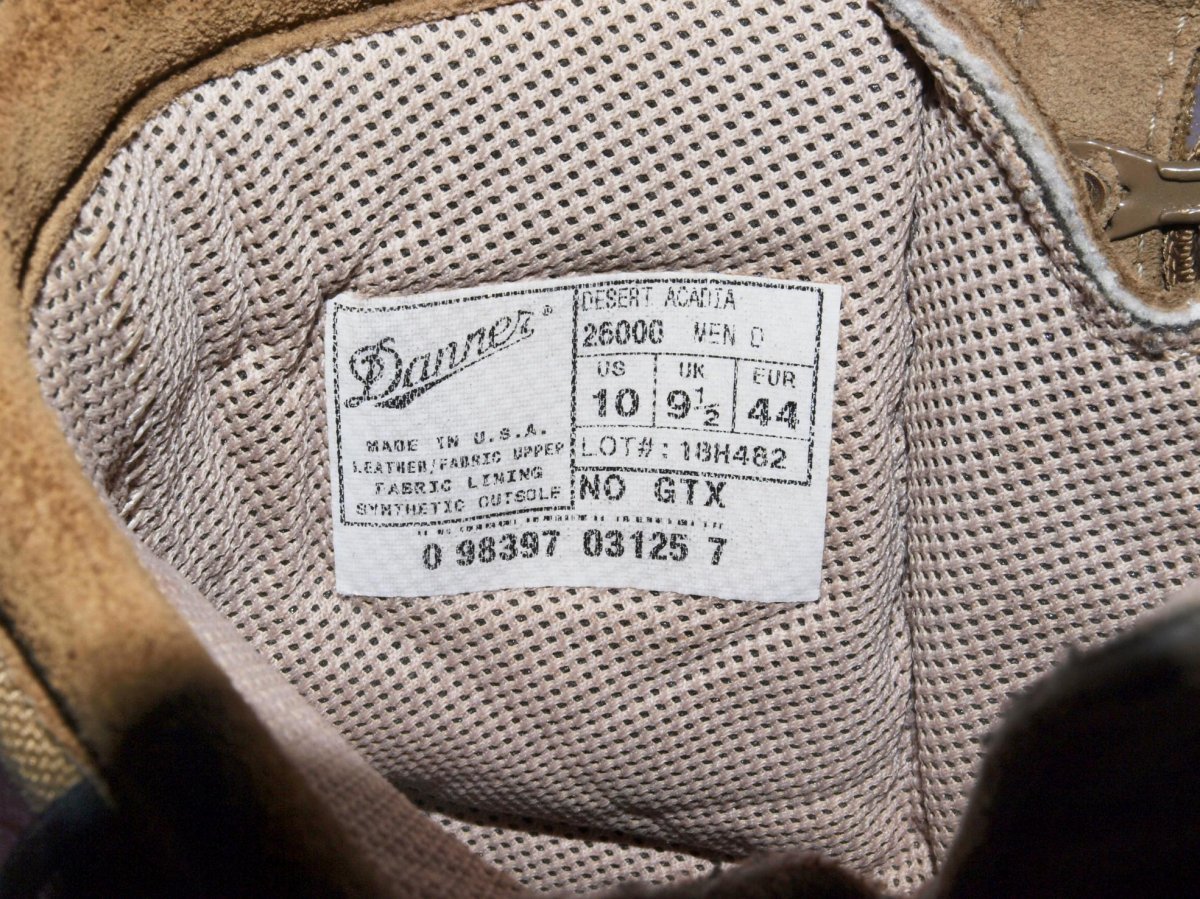 Danner®
MADE IN U.S.A.
LEATHER/FABRIC UPPER
FABRIC LINING
SYNTHETIC OUTSOLE
DESERT ACADIA
26000 MEN D
US UK EUR
10 9½ 44
LOT#: 18H482
NO GTX
0 98397 03125 7